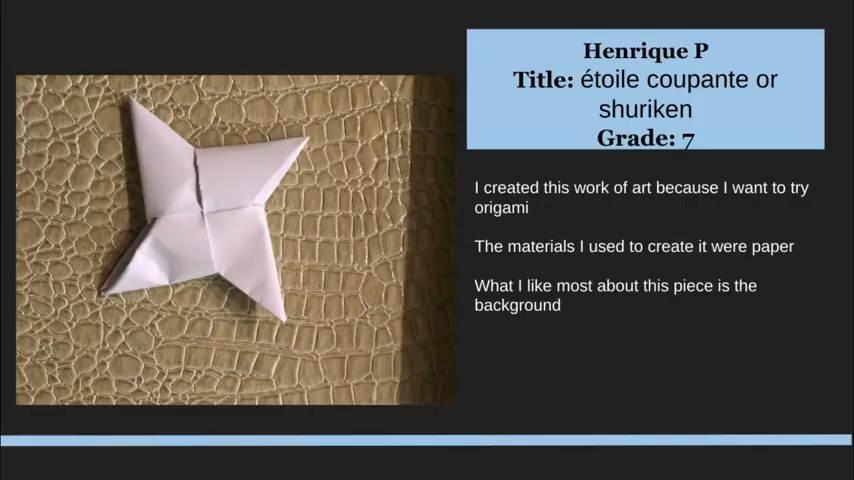 Henrique P
Title: étoile coupante or
shuriken
Grade: 7
I created this work of art because I want to try
origami
The materials I used to create it were paper
What I like most about this piece is the
background